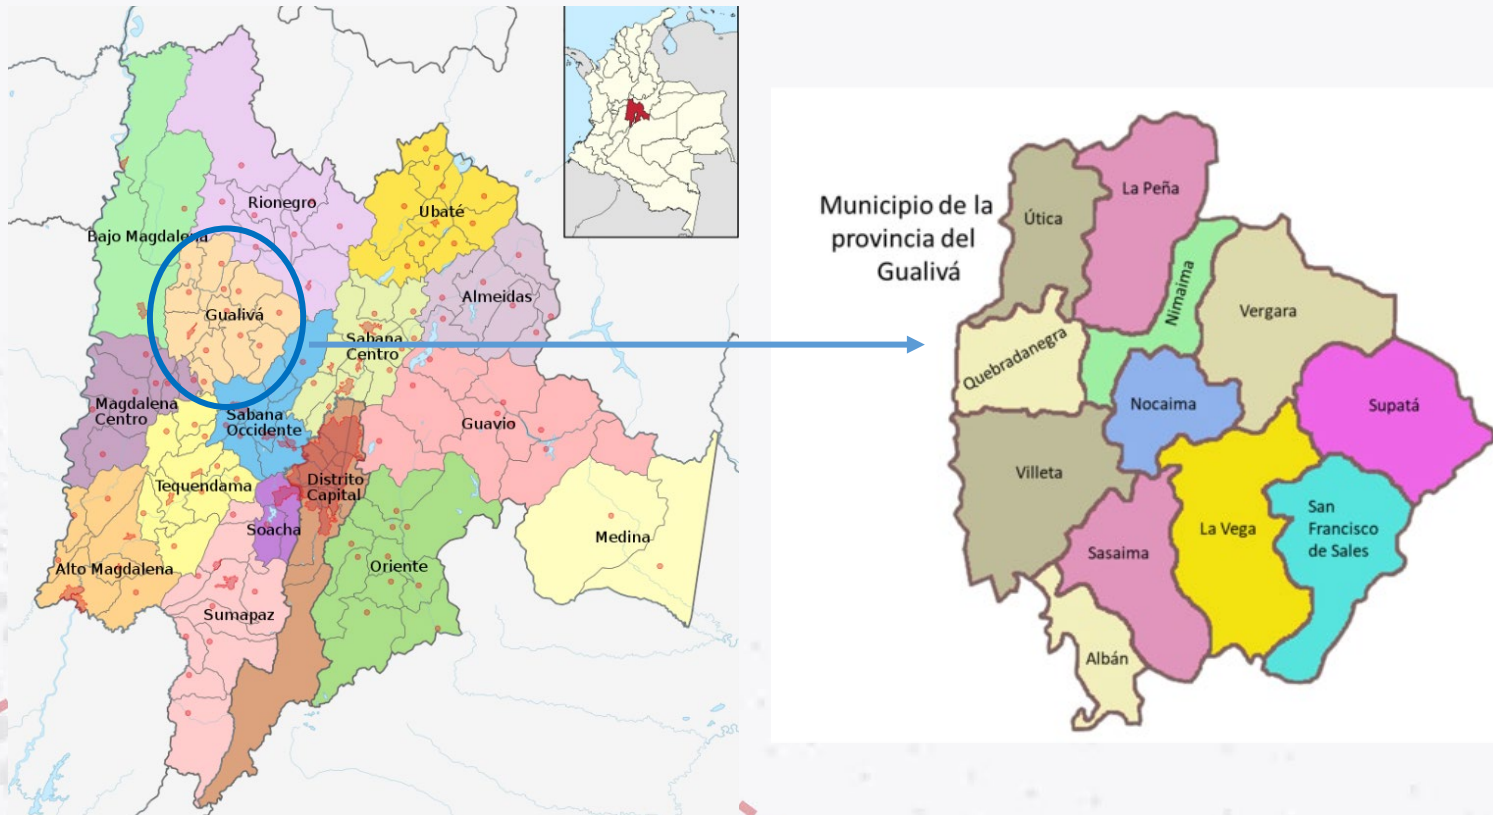 Rionegro
Ubaté
Bajo Magdalena
Almeidas
Gualivá
Sabana
Centro
Magdalena
Centro
Sabana
Occidente
Guavio
Tequendama
Distrito
Capital
Soacha
Medina
Alto Magdalena
Oriente
Sumapaz
Municipio de la
provincia del
Gualivá
La Peña
Útica
Nimaima
Vergara
Quebradanegra
Nocaima
Supatá
Villeta
San
Francisco
de Sales
La Vega
Sasaima
Albán